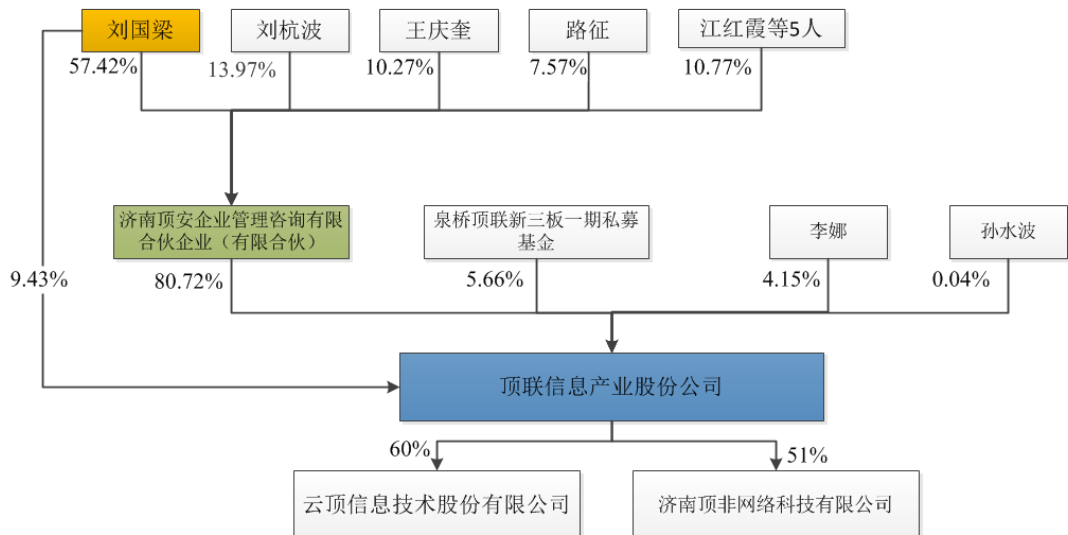 刘国梁
刘杭波
王庆奎
路征
江红霞等5人
57.42%
13.97%
10.27%
7.57%
10.77%
济南顶安企业管理咨询有限
合伙企业（有限合伙）
泉桥顶联新三板一期私募
基金
李娜
孙水波
9.43%
80.72%
5.66%
4.15%
0.04%
顶联信息产业股份公司
60%
51%
云顶信息技术股份有限公司
济南顶非网络科技有限公司